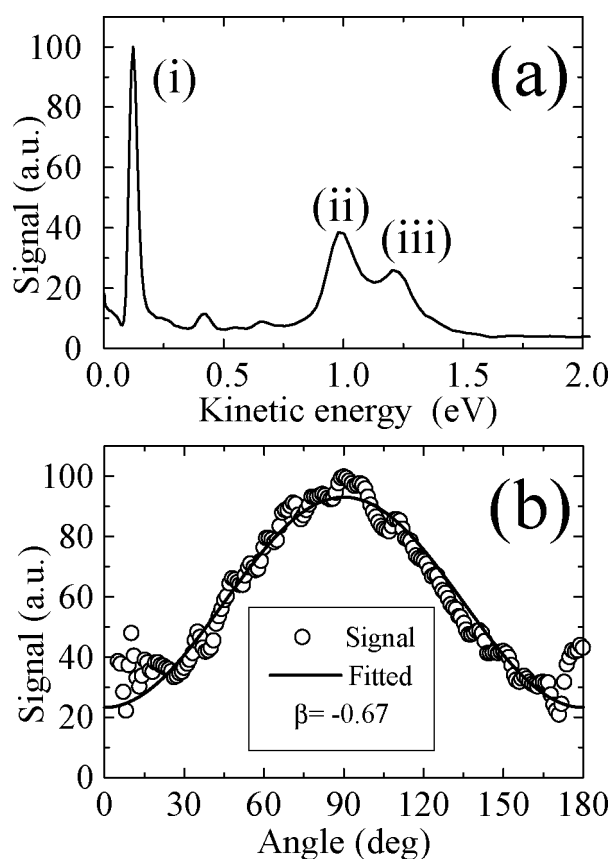 (a)
(i)
(ii)
(iii)
Signal (a.u.)
100
80
60
40
20
0
0.0 0.5 1.0 1.5 2.0
Kinetic energy (eV)
(b)
Signal (a.u.)
100
80
60
40
20
0
Signal
Fitted
β= -0.67
0 30 60 90 120 150 180
Angle (deg)